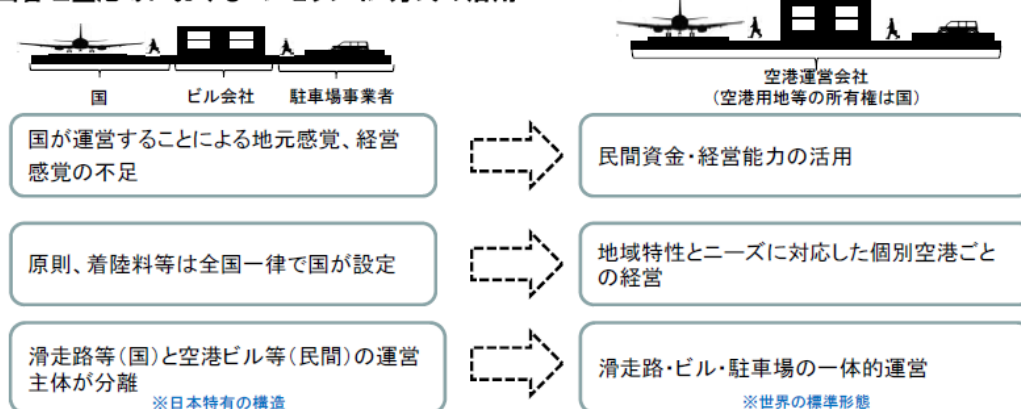 国
ビル会社
駐車場事業者
空港運営会社
(空港用地等の所有権は国)
国が運営することによる地元感覚、経営
感覚の不足
民間資金・経営能力の活用
原則、着陸料等は全国一律で国が設定
地域特性とニーズに対応した個別空港ごと
の経営
滑走路等(国)と空港ビル等(民間)の運営
主体が分離
※日本特有の構造
滑走路・ビル・駐車場の一体的運営
※世界の標準形態